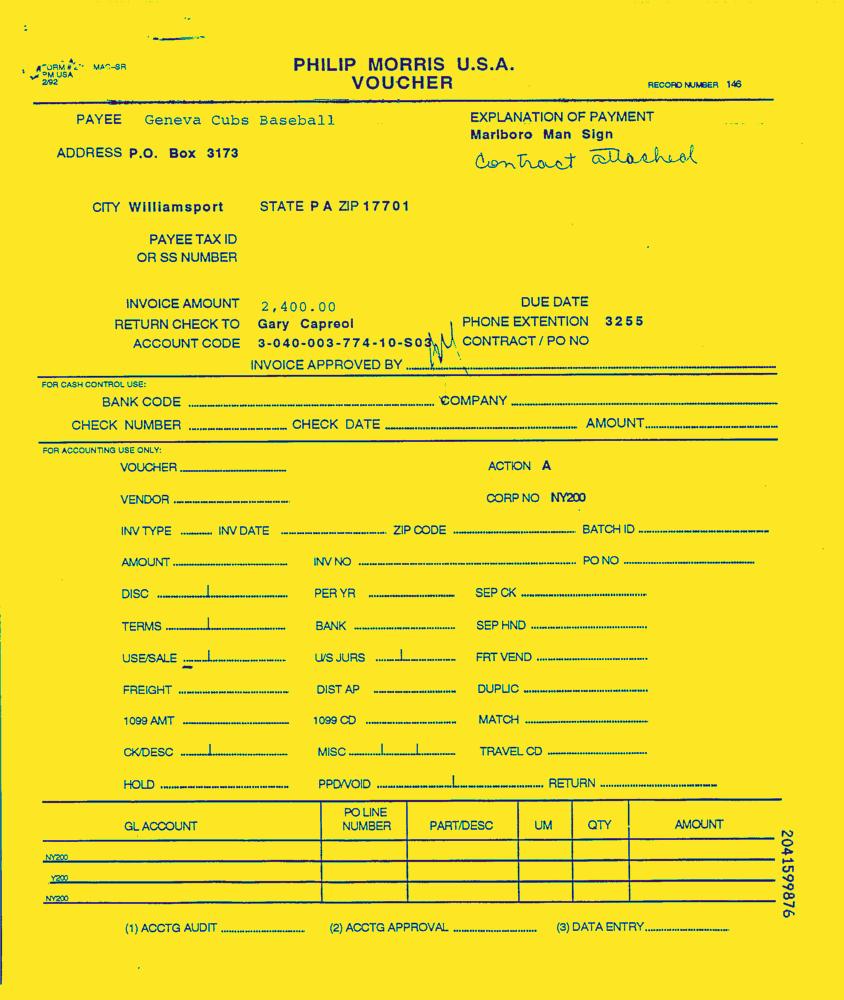 FORM # MAC-SR
PM USA
2/92
PHILIP MORRIS U.S.A.
VOUCHER
RECORD NUMBER 146
PAYEE Geneva Cubs Baseball
EXPLANATION OF PAYMENT
Marlboro Man Sign
ADDRESS P.O. Box 3173
Contract attached
CITY Williamsport STATE PA ZIP 17701
PAYEE TAX ID
OR SS NUMBER
INVOICE AMOUNT 2,400.00 DUE DATE
RETURN CHECK TO Gary Capreol PHONE EXTENTION 3255
ACCOUNT CODE 3-040-003-774-10-S03 CONTRACT / PO NO
INVOICE APPROVED BY
FOR CASH CONTROL USE:
BANK CODE COMPANY
CHECK NUMBER CHECK DATE AMOUNT
FOR ACCOUNTING USE ONLY:
VOUCHER ACTION A
VENDOR CORP NO NY200
INV TYPE INV DATE ZIP CODE BATCH ID
AMOUNT INV NO PO NO
DISC PER YR SEP CK
TERMS BANK SEP HND
USE/SALE U/S JURS FRT VEND
FREIGHT DIST AP DUPLIC
1099 AMT 1099 CD MATCH
CK/DESC MISC TRAVEL CD
HOLD PPD/VOID RETURN
GL ACCOUNT PO LINE NUMBER PART/DESC UM QTY AMOUNT
NY200
Y200
NY200
2041599876
(1) ACCTG AUDIT (2) ACCTG APPROVAL (3) DATA ENTRY